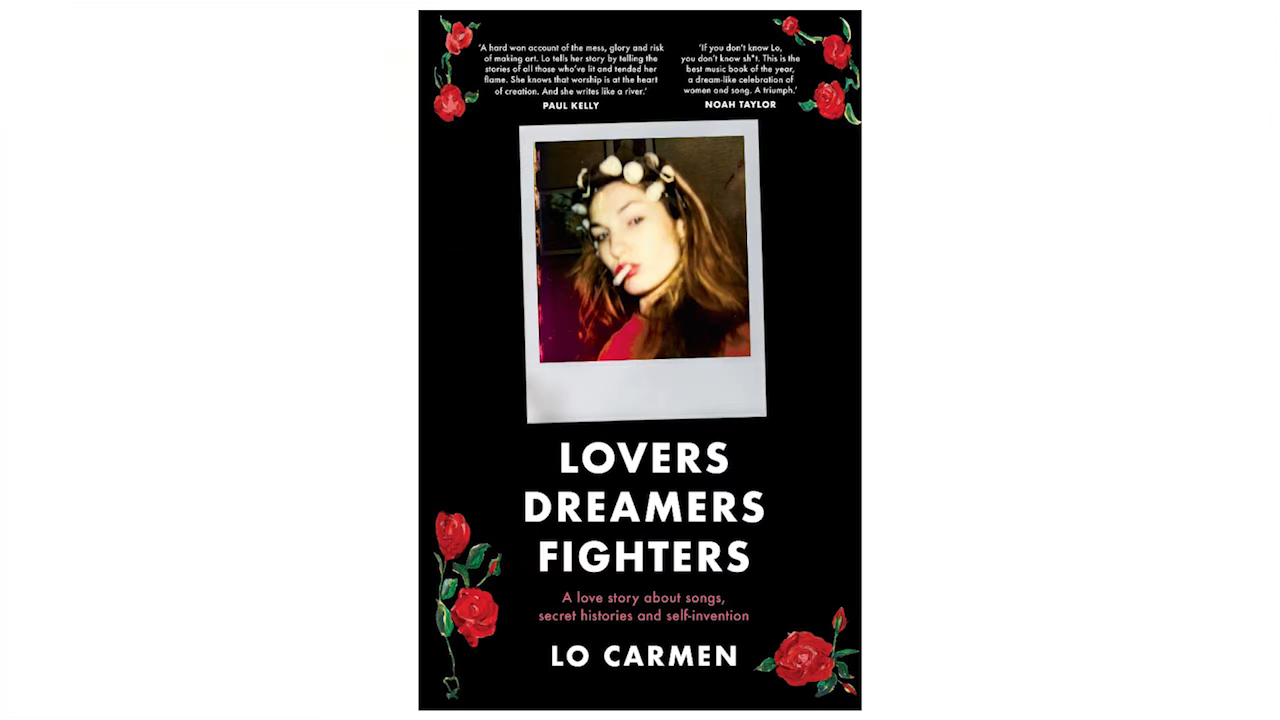 ‘A hard won account of the mess, glory and risk
of making art. Lo tells her story by telling the
stories of all those who’ve lit and tended her
flame. She knows that worship is at the heart
of creation. And she writes like a river.’
PAUL KELLY
‘If you don’t know Lo,
you don’t know sh*t. This is the
best music book of the year,
a dream-like celebration of
women and song. A triumph.’
NOAH TAYLOR
LOVERS
DREAMERS
FIGHTERS
A love story about songs,
secret histories and self-invention
LO CARMEN